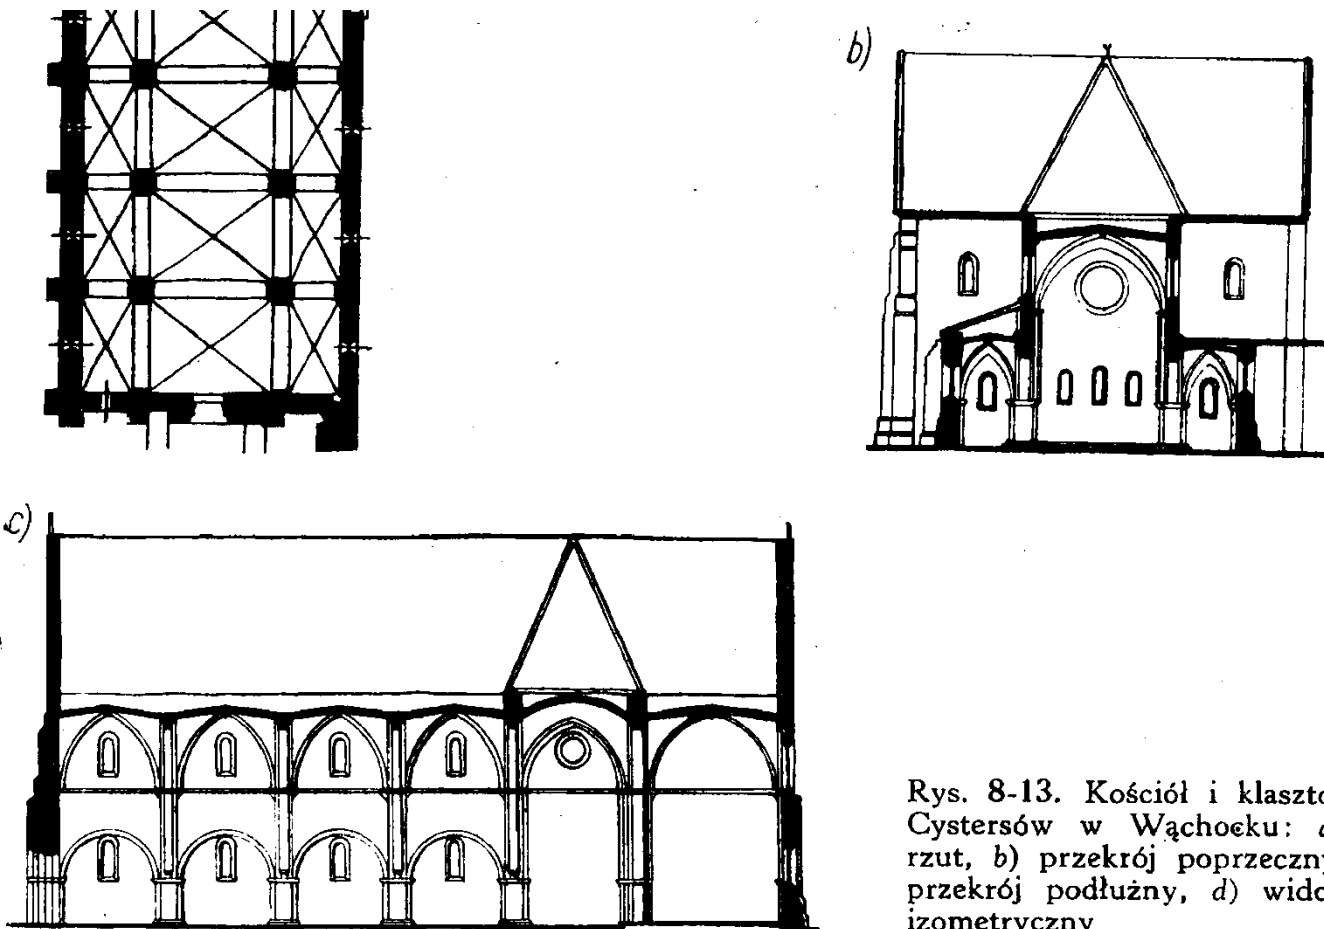 b)
c)
Rys. 8-13. Kościół i klaszto
Cystersów w Wąchocku:
rzut, b) przekrój poprzeczny
przekrój podłużny, d) wido
izometryczny